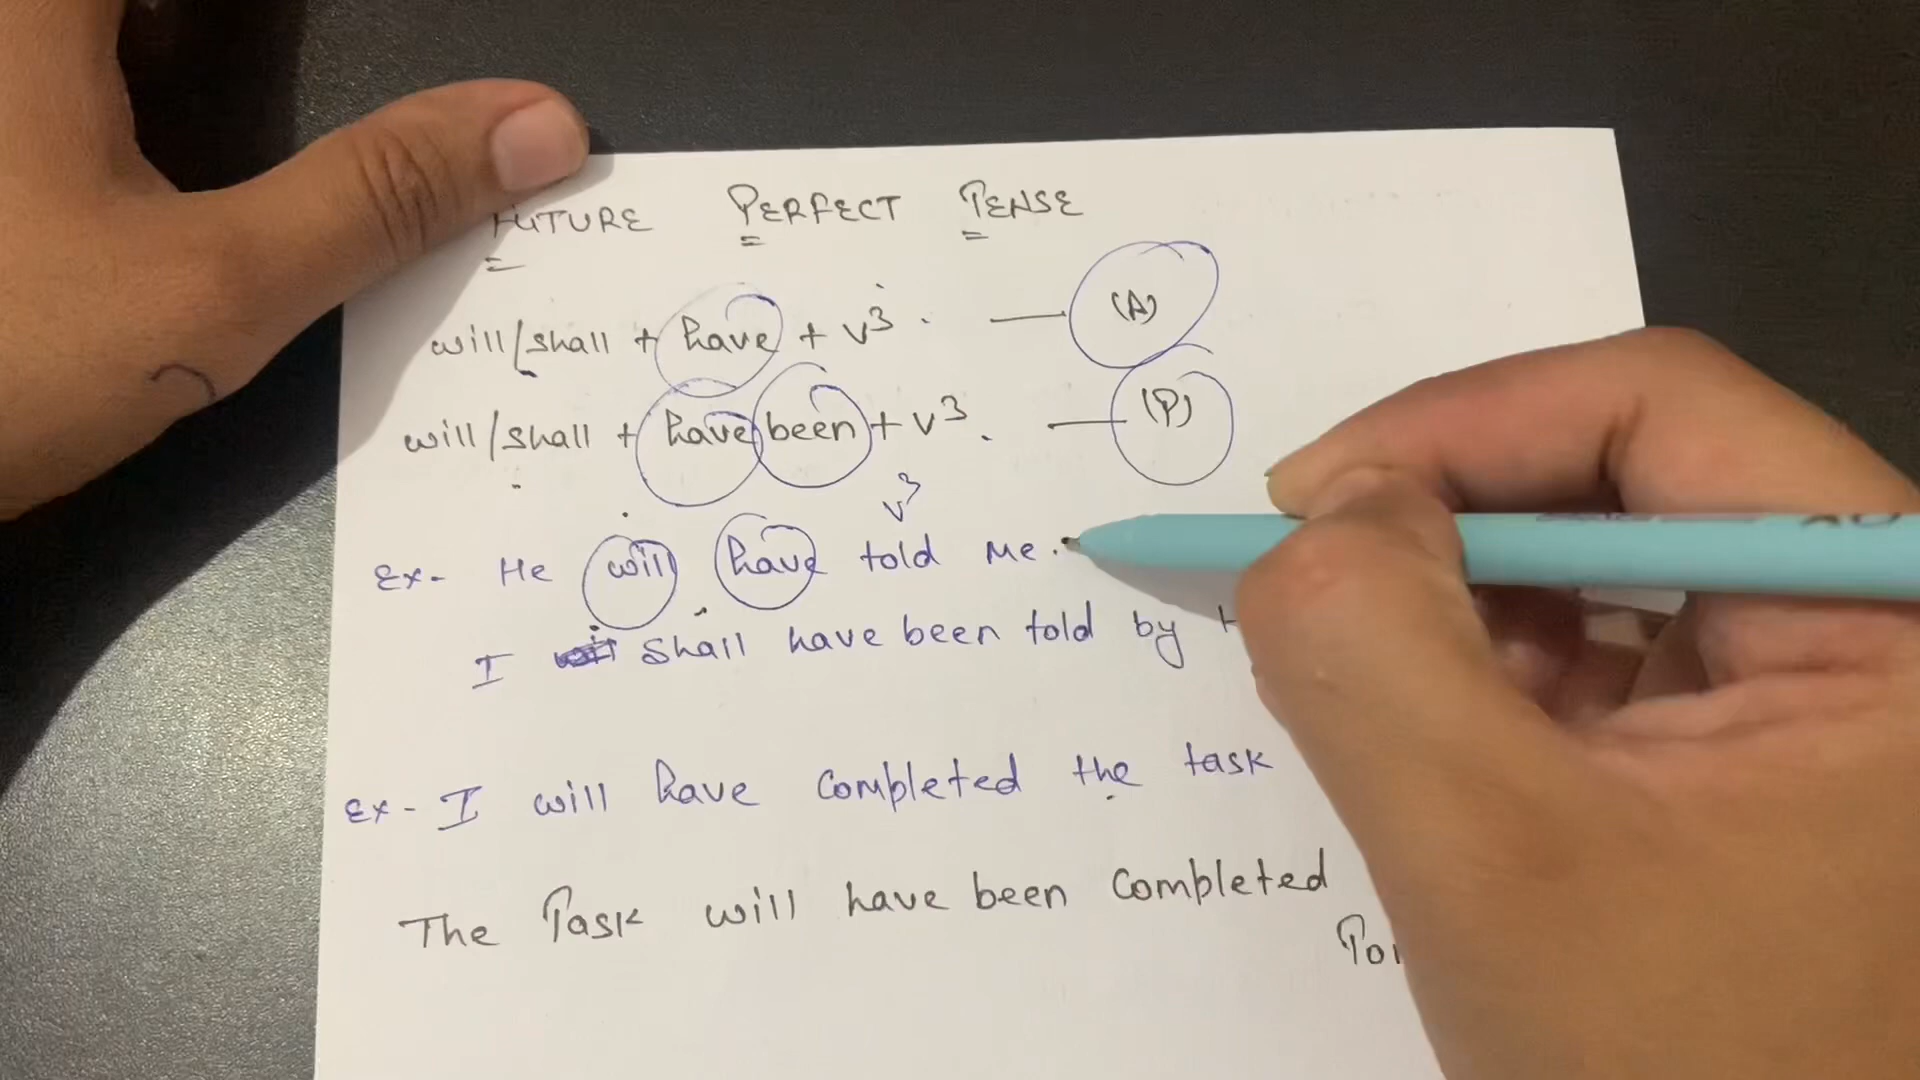 FUTURE PERFECT TENSE
will/shall + have + v3. — (A)
will/shall + have been + v3. — (P)
v3
Ex- He will have told Me.
I shall have been told by
Ex- I will have completed the task
The Task will have been completed